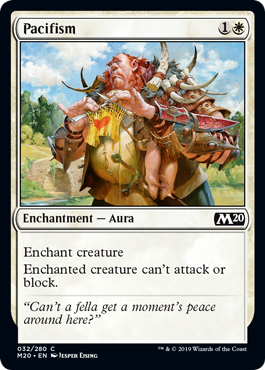 Pacifism 1
Enchantment — Aura M20
Enchant creature
Enchanted creature can't attack or
block.
“Can't a fella get a moment's peace
around here?”
032/280 C
M20 • EN Jesper Ejsing ™ & © 2019 Wizards of the Coast